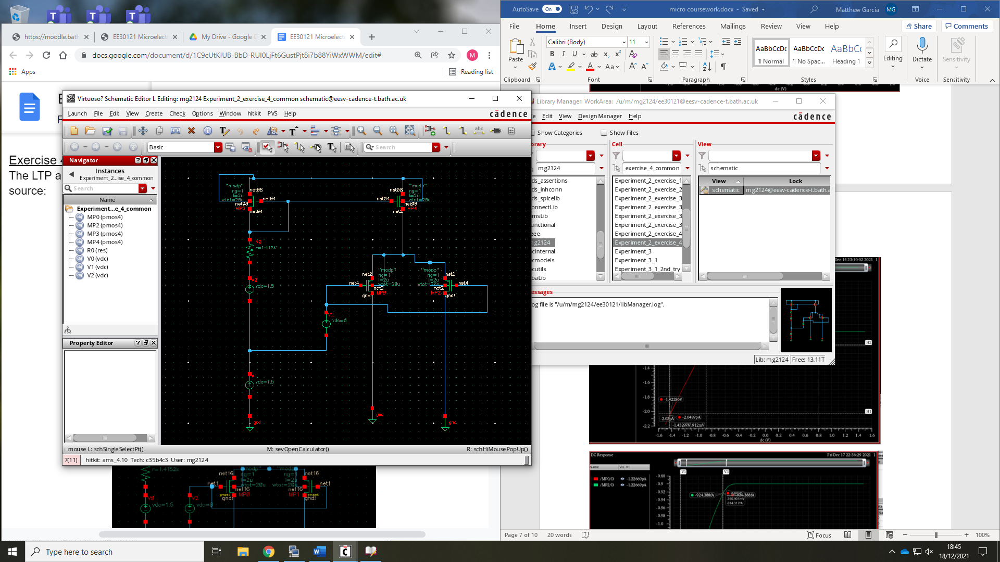 AutoSave On
micro coursework.docx - Saved
Matthew Garcia MG
File Home Insert Design Layout References Mailings Review View Help Share Comments
https://moodle.bath
EE30121 Microelect
My Drive - Google D
EE30121 Microelect
docs.google.com/document/d/1C9cUtKlUB-BbD-RUI0LjFt6GustPjt8i7b88YiWxWWM/edit#
M
Apps
Reading list
Calibri (Body) 11
Paste
AaBbCcDc AaBbCcDc AaBbCc
¶ Normal ¶ No Spac... Heading 1
Editing Dictate Sensitivity
Clipboard Font Paragraph Styles Voice Sensitivity
dc (V)
Exercise 4
The LTP a
source:
Virtuoso? Schematic Editor L Editing: mg2124 Experiment_2_exercise_4_common schematic@eesv-cadence-t.bath.ac.uk
Launch File Edit View Create Check Options Window hitkit PVS Help
cādence
Basic
Search
Navigator
Instances
Experiment_2...ise_4_common
Search
Name
Experiment...e_4_common
MP0 (pmos4)
MP2 (pmos4)
MP3 (pmos4)
MP4 (pmos4)
R0 (res)
V0 (vdc)
V1 (vdc)
V2 (vdc)
Property Editor
"modp"
ng=1
l=2u
wtot=20u
MP3
net04
"modp"
ng=1
l=2u
wtot=20u
MP4
net04
net2
R0
r=1.415K
V0
vdc=1.5
net2
net4
"modp"
ng=1
l=2u
wtot=20u
net2
MP0
gnd!
"modp"
ng=1
l=2u
wtot=20u
net2
net4
net2
MP2
gnd!
V2
vdc=0
V1
vdc=1.5
gnd
gnd
gnd
mouse L: schSingleSelectPt()
M: sevOpenCalculator()
R: schHiMousePopUp()
7(11)
hitkit: ams_4.10 Tech: c35b4c3 User: mg2124
Library Manager: WorkArea: /u/m/mg2124/ee30121@eesv-cadence-t.bath.ac.uk
Edit View Design Manager Help
cādence
Show Categories Show Files
brary Cell View
mg2124
_exercise_4_common
schematic
ds_assertions
ds_inhconn
ds_spicelib
onnectLib
msLib
unctional
eee
mg2124
cinternal
cmodels
cutils
baLib
Experiment_2_exercise_1
Experiment_2_exercise_2
Experiment_2_exercise_3
Experiment_2_exercise_3
Experiment_2_exercise_3
Experiment_2_exercise_3
Experiment_2_exercise_4
Experiment_2_exercise_4
Experiment_3
Experiment_3_1
Experiment_3_1_2nd_try
View Lock
schematic mg2124@eesv-cadence-t.bath.a
essages
og file is "/u/m/mg2124/ee30121/libManager.log".
Lib: mg2124 Free: 13.11T
Dec 14 23:10:02 2021 1
H2
-1.4
-1.6
-1.8
-2.0
-2.2
-1.42286V
-2.03pA
-2.0489pA
H1
-1.6 -1.4 -1.2 -1.0 -0.8 -0.6 -0.4 -0.2 0.0 0.2 0.4 0.6 0.8 1.0 1.2 1.4 1.6
dc (V)
DC Response
Fri Dec 17 22:36:29 2021 1
Name Vis V1
/MP0/D -1.22669pA
/MP2/D -1.22669pA
V1 V3
-0.88
-0.9
-0.92
-0.94
-0.96
-0.98
-1.0
-924.388fA
-760.901mV
-914.317fA
r=1.4152k
V0
vdc=1.5
V2
vdc=0
net16
net1
"modp"
ng=1
l=2u
wtot=20u
net16
MP0
gnd!
net16
net1
ng=1
l=2u
wtot=20u
net16
MP1
gnd!
Page 7 of 10 20 words
Focus
100%
Type here to search
18:45
18/12/2021